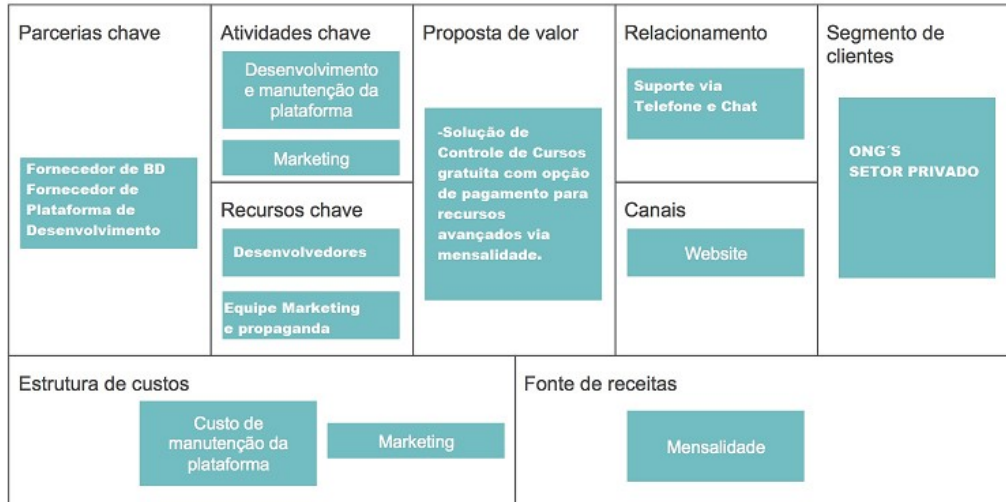 Parcerias chave
Fornecedor de BD
Fornecedor de
Plataforma de
Desenvolvimento
Atividades chave
Desenvolvimento
e manutenção da
plataforma
Marketing
Recursos chave
Desenvolvedores
Equipe Marketing
e propaganda
Proposta de valor
-Solução de
Controle de Cursos
gratuita com opção
de pagamento para
recursos
avançados via
mensalidade.
Relacionamento
Suporte via
Telefone e Chat
Canais
Website
Segmento de
clientes
ONG´S
SETOR PRIVADO
Estrutura de custos
Custo de
manutenção da
plataforma
Marketing
Fonte de receitas
Mensalidade